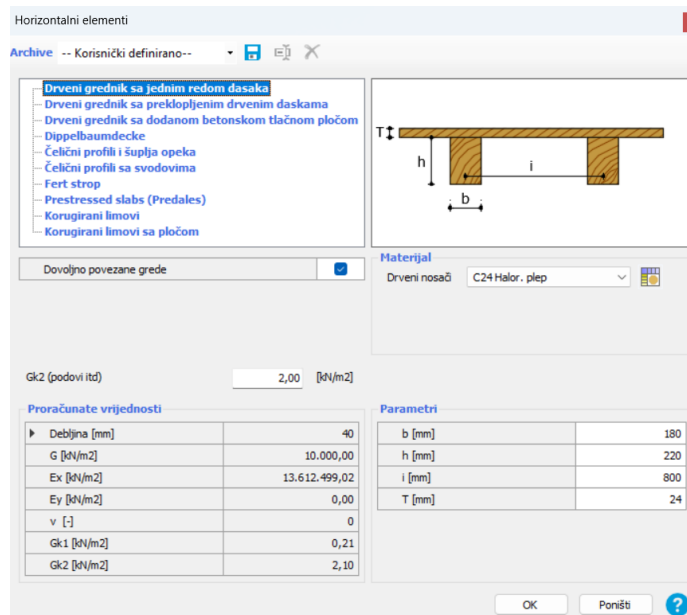 Horizontalni elementi
Archive -- Korisnički definirano--
Drveni grednik sa jednim redom dasaka
Drveni grednik sa preklopljenim drvenim daskama
Drveni grednik sa dodanom betonskom tlačnom pločom
Dippelbaumdecke
Čelični profili i šuplja opeka
Čelični profili sa svodovima
Fert strop
Prestressed slabs (Predales)
Korugirani limovi
Korugirani limovi sa pločom
T
h
i
b
Dovoljno povezane grede
Materijal
Drveni nosači C24 Halor. plep
Gk2 (podovi itd) 2,00 [kN/m2]
Proračunate vrijednosti
Debljina [mm] 40
G [kN/m2] 10.000,00
Ex [kN/m2] 13.612.499,02
Ey [kN/m2] 0,00
ν [-] 0
Gk1 [kN/m2] 0,21
Gk2 [kN/m2] 2,10
Parametri
b [mm] 180
h [mm] 220
i [mm] 800
T [mm] 24
OK Poništi ?